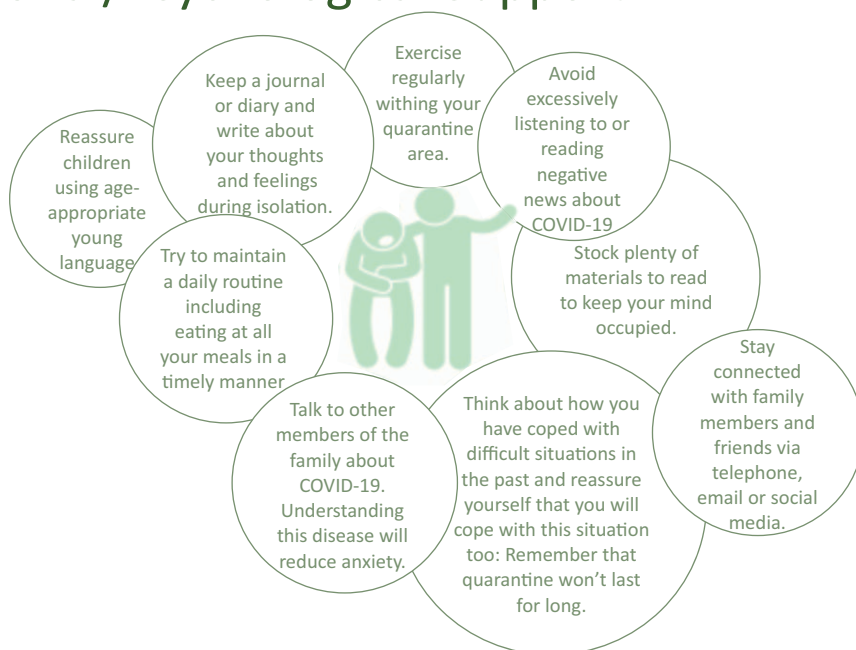 Reassure
children
using age-
appropriate
young
language
Keep a journal
or diary and
write about
your thoughts
and feelings
during isolation.
Exercise
regularly
withing your
quarantine
area.
Avoid
excessively
listening to or
reading
negative
news about
COVID-19
Try to maintain
a daily routine
including
eating at all
your meals in a
timely manner
Stock plenty of
materials to read
to keep your mind
occupied.
Talk to other
members of the
family about
COVID-19.
Understanding
this disease will
reduce anxiety.
Think about how you
have coped with
difficult situations in
the past and reassure
yourself that you will
cope with this situation
too: Remember that
quarantine won't last
for long.
Stay
connected
with family
members and
friends via
telephone,
email or social
media.